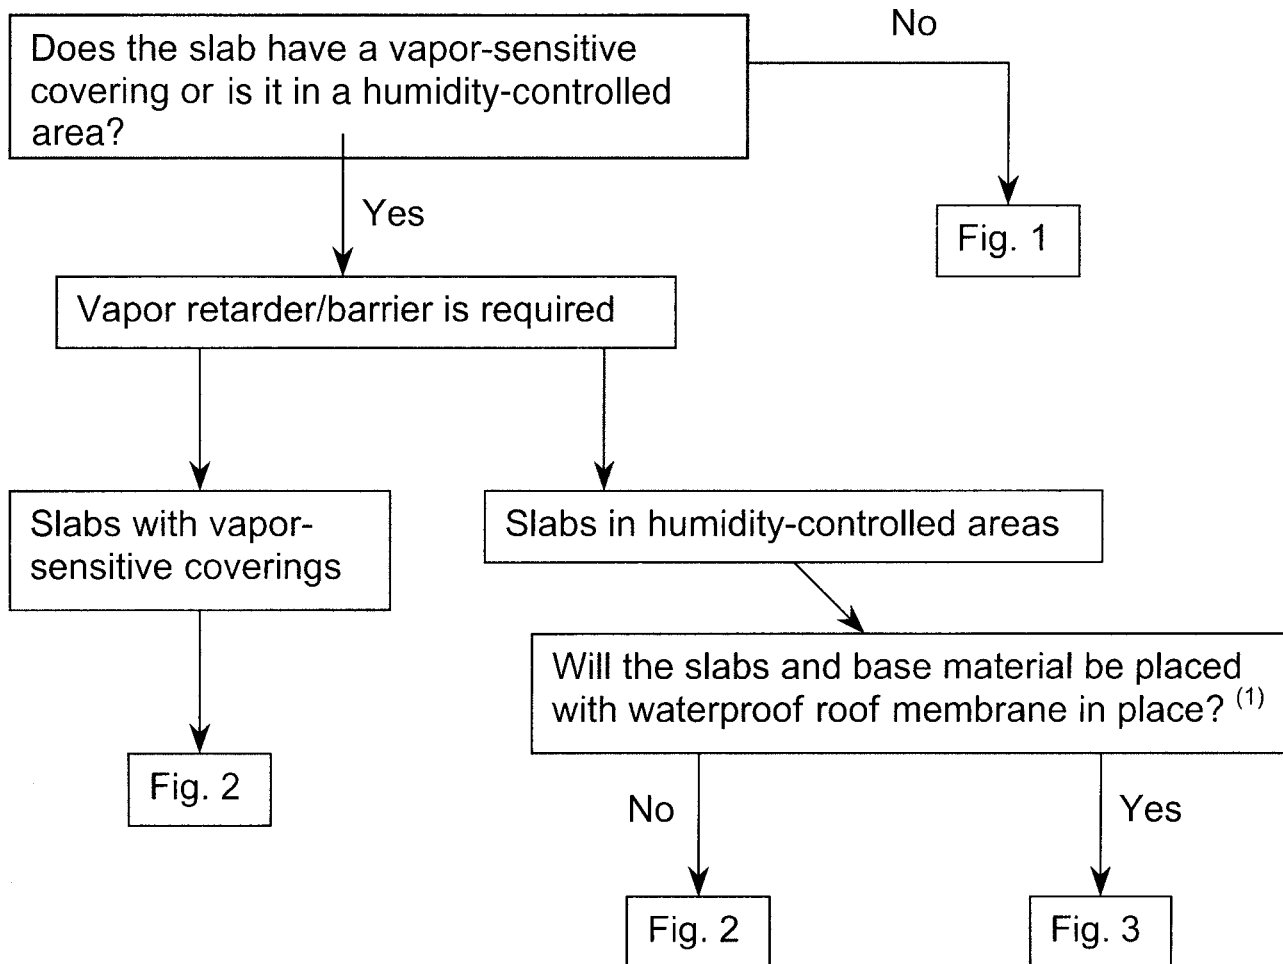 Does the slab have a vapor-sensitive
covering or is it in a humidity-controlled
area?
No
Yes
Fig. 1
Vapor retarder/barrier is required
Slabs with vapor-
sensitive coverings
Slabs in humidity-controlled areas
Will the slabs and base material be placed
with waterproof roof membrane in place? (1)
Fig. 2
No
Yes
Fig. 2
Fig. 3